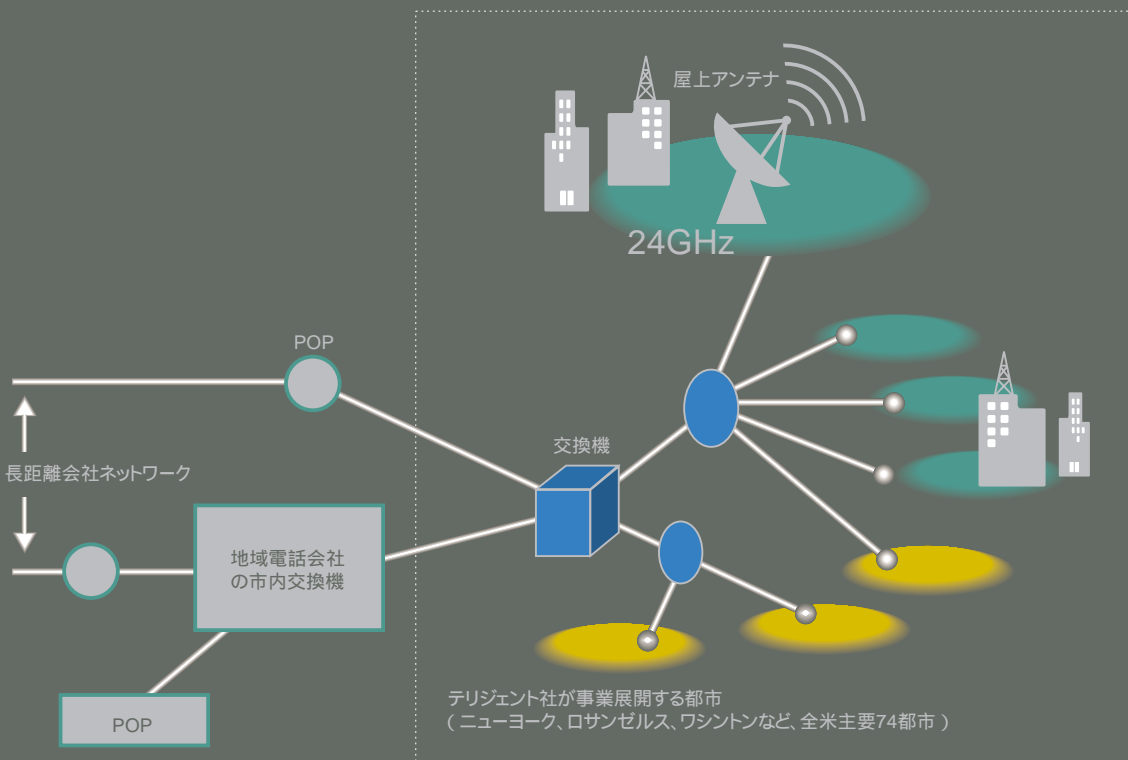 屋上アンテナ
24GHz
POP
交換機
長距離会社ネットワーク
地域電話会社
の市内交換機
POP
テリジェント社が事業展開する都市
（ ニューヨーク、ロサンゼルス、ワシントンなど、全米主要74都市 ）